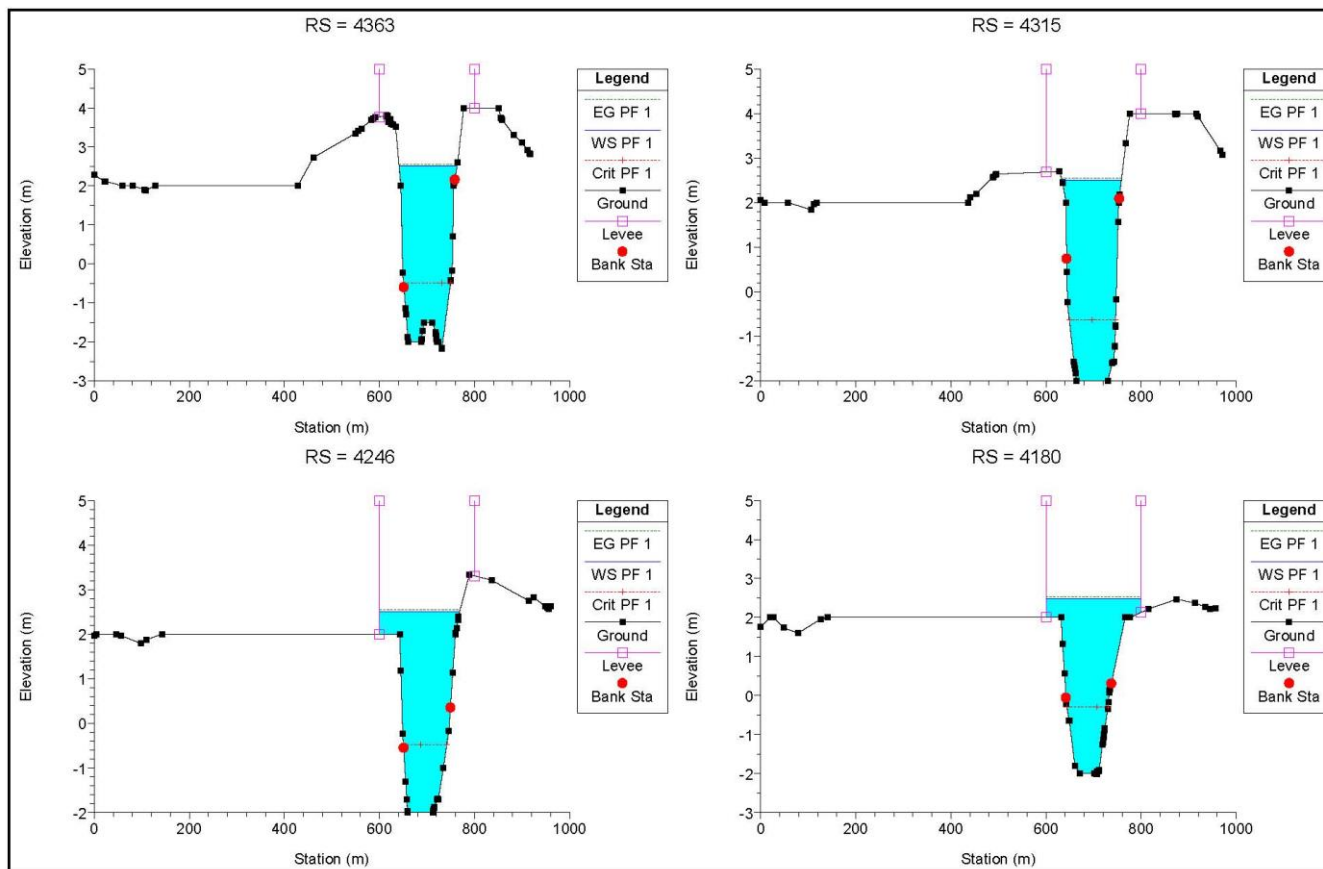 RS = 4363
5
4
3
2
1
0
-1
-2
-3
Elevation (m)
0
200
400
600
800
1000
Station (m)
Legend
EG PF 1
WS PF 1
Crit PF 1
Ground
Levee
Bank Sta
RS = 4315
5
4
3
2
1
0
-1
-2
Elevation (m)
0
200
400
600
800
1000
Station (m)
Legend
EG PF 1
WS PF 1
Crit PF 1
Ground
Levee
Bank Sta
RS = 4246
5
4
3
2
1
0
-1
-2
Elevation (m)
0
200
400
600
800
1000
Station (m)
Legend
EG PF 1
WS PF 1
Crit PF 1
Ground
Levee
Bank Sta
RS = 4180
5
4
3
2
1
0
-1
-2
-3
Elevation (m)
0
200
400
600
800
1000
Station (m)
Legend
EG PF 1
WS PF 1
Crit PF 1
Ground
Levee
Bank Sta